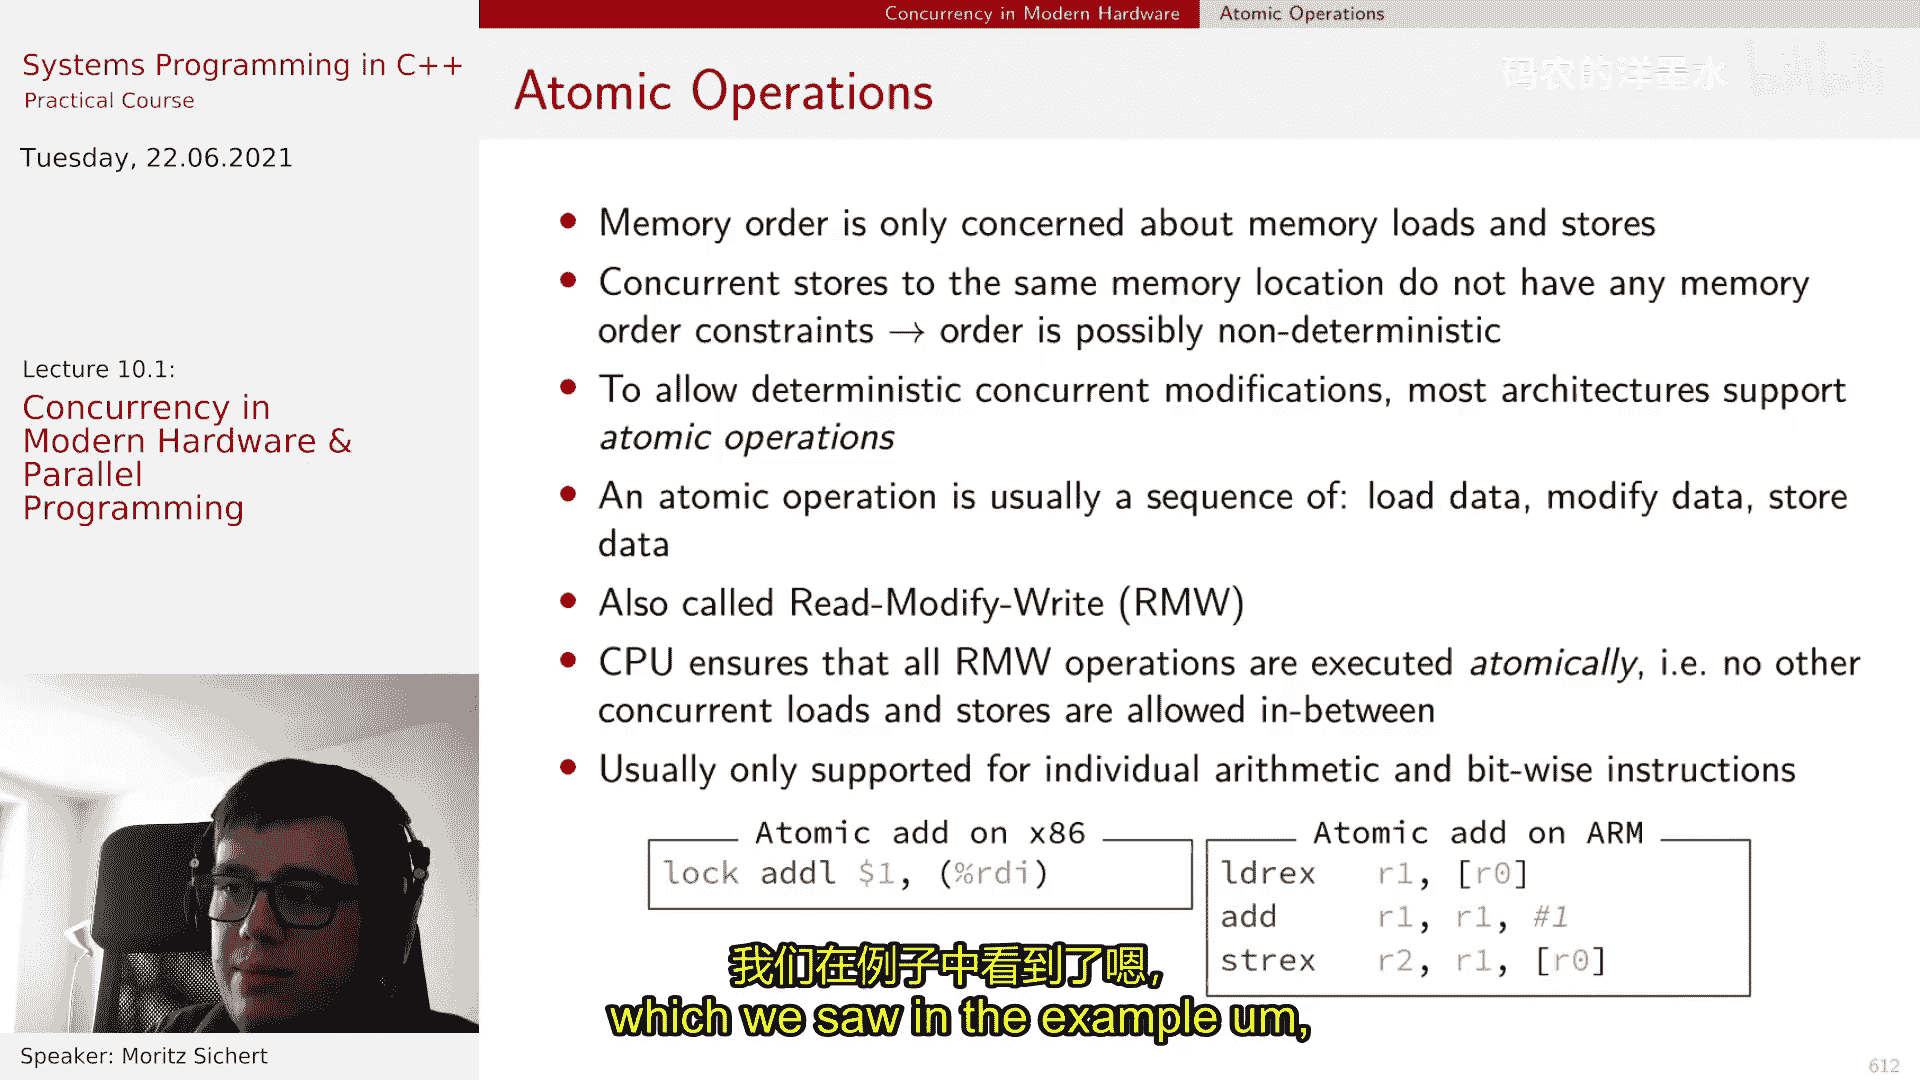 Concurrency in Modern Hardware
Atomic Operations
Systems Programming in C++
Practical Course
Tuesday, 22.06.2021
Lecture 10.1:
Concurrency in
Modern Hardware &
Parallel
Programming
Speaker: Moritz Sichert
码农的洋墨水
Atomic Operations
• Memory order is only concerned about memory loads and stores
• Concurrent stores to the same memory location do not have any memory
order constraints → order is possibly non-deterministic
• To allow deterministic concurrent modifications, most architectures support
atomic operations
• An atomic operation is usually a sequence of: load data, modify data, store
data
• Also called Read-Modify-Write (RMW)
• CPU ensures that all RMW operations are executed atomically, i.e. no other
concurrent loads and stores are allowed in-between
• Usually only supported for individual arithmetic and bit-wise instructions
Atomic add on x86
lock addl $1, (%rdi)
Atomic add on ARM
ldrex r1, [r0]
add r1, r1, #1
strex r2, r1, [r0]
我们在例子中看到了嗯,
which we saw in the example um,
612